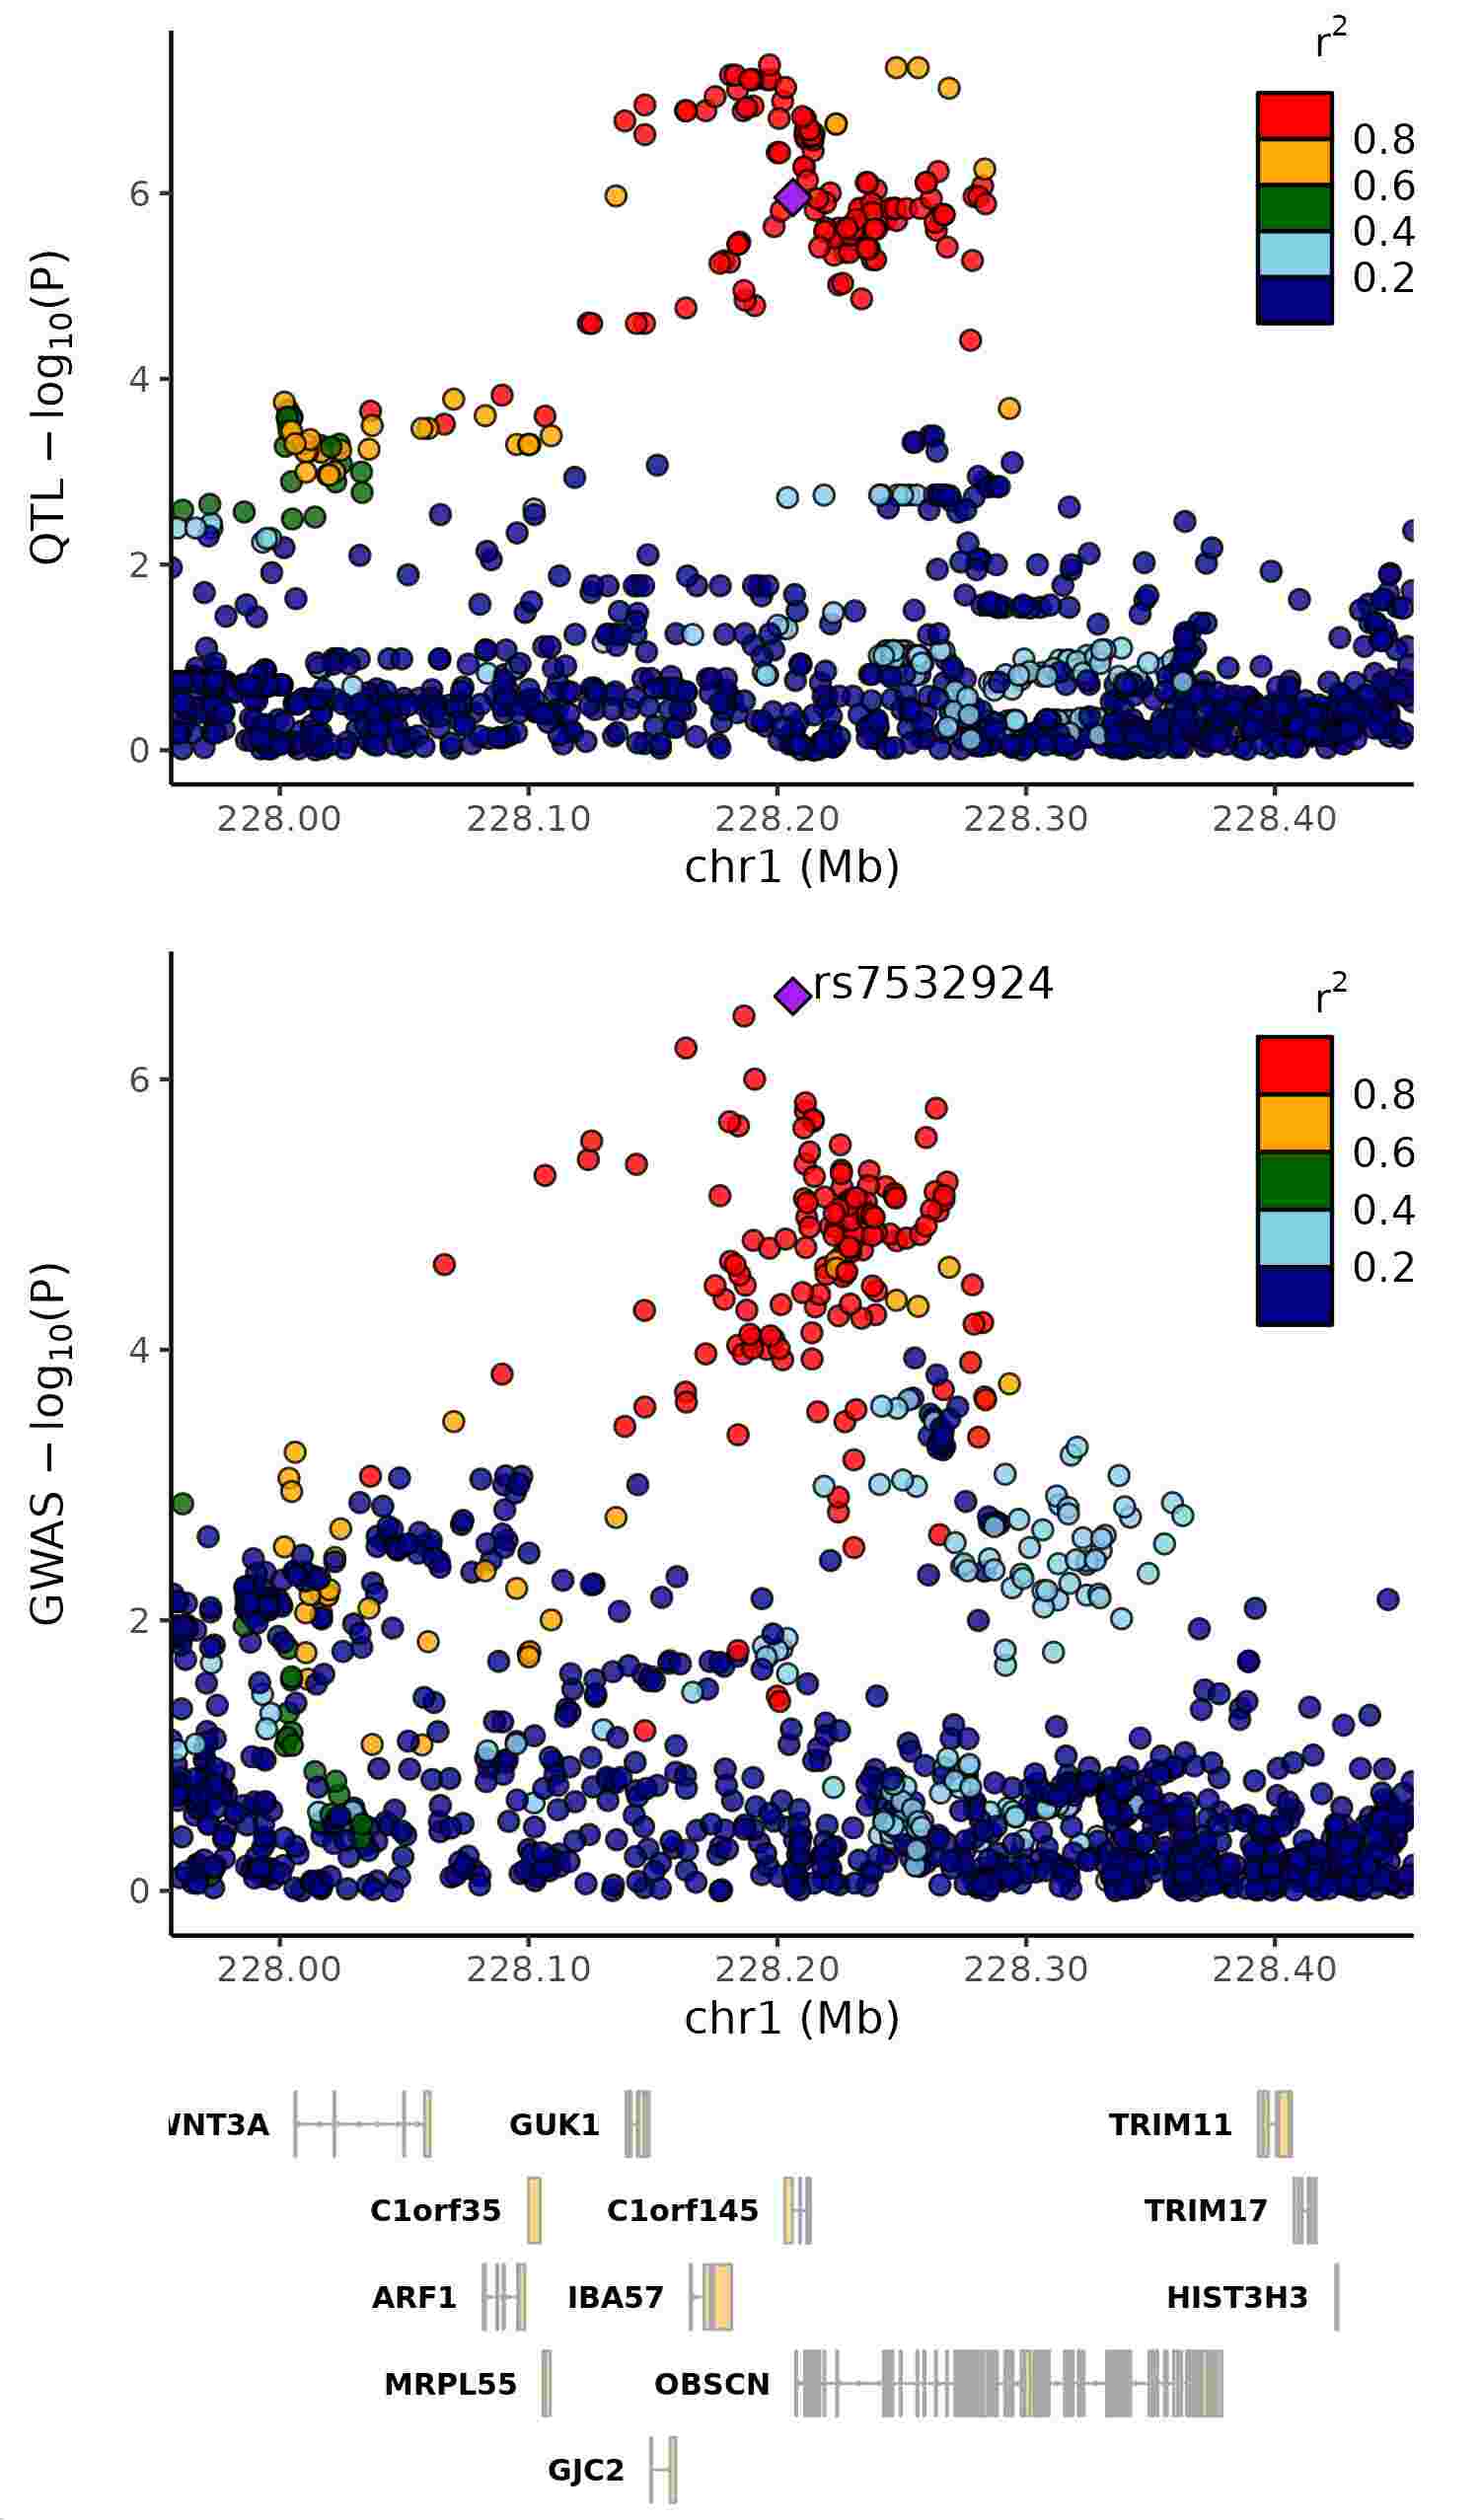 r2
0.8
0.6
0.4
0.2
6
4
2
0
QTL −log10(P)
228.00 228.10 228.20 228.30 228.40
chr1 (Mb)
rs7532924
r2
0.8
0.6
0.4
0.2
6
4
2
0
GWAS −log10(P)
228.00 228.10 228.20 228.30 228.40
chr1 (Mb)
WNT3A GUK1 TRIM11
C1orf35 C1orf145 TRIM17
ARF1 IBA57 HIST3H3
MRPL55 OBSCN
GJC2